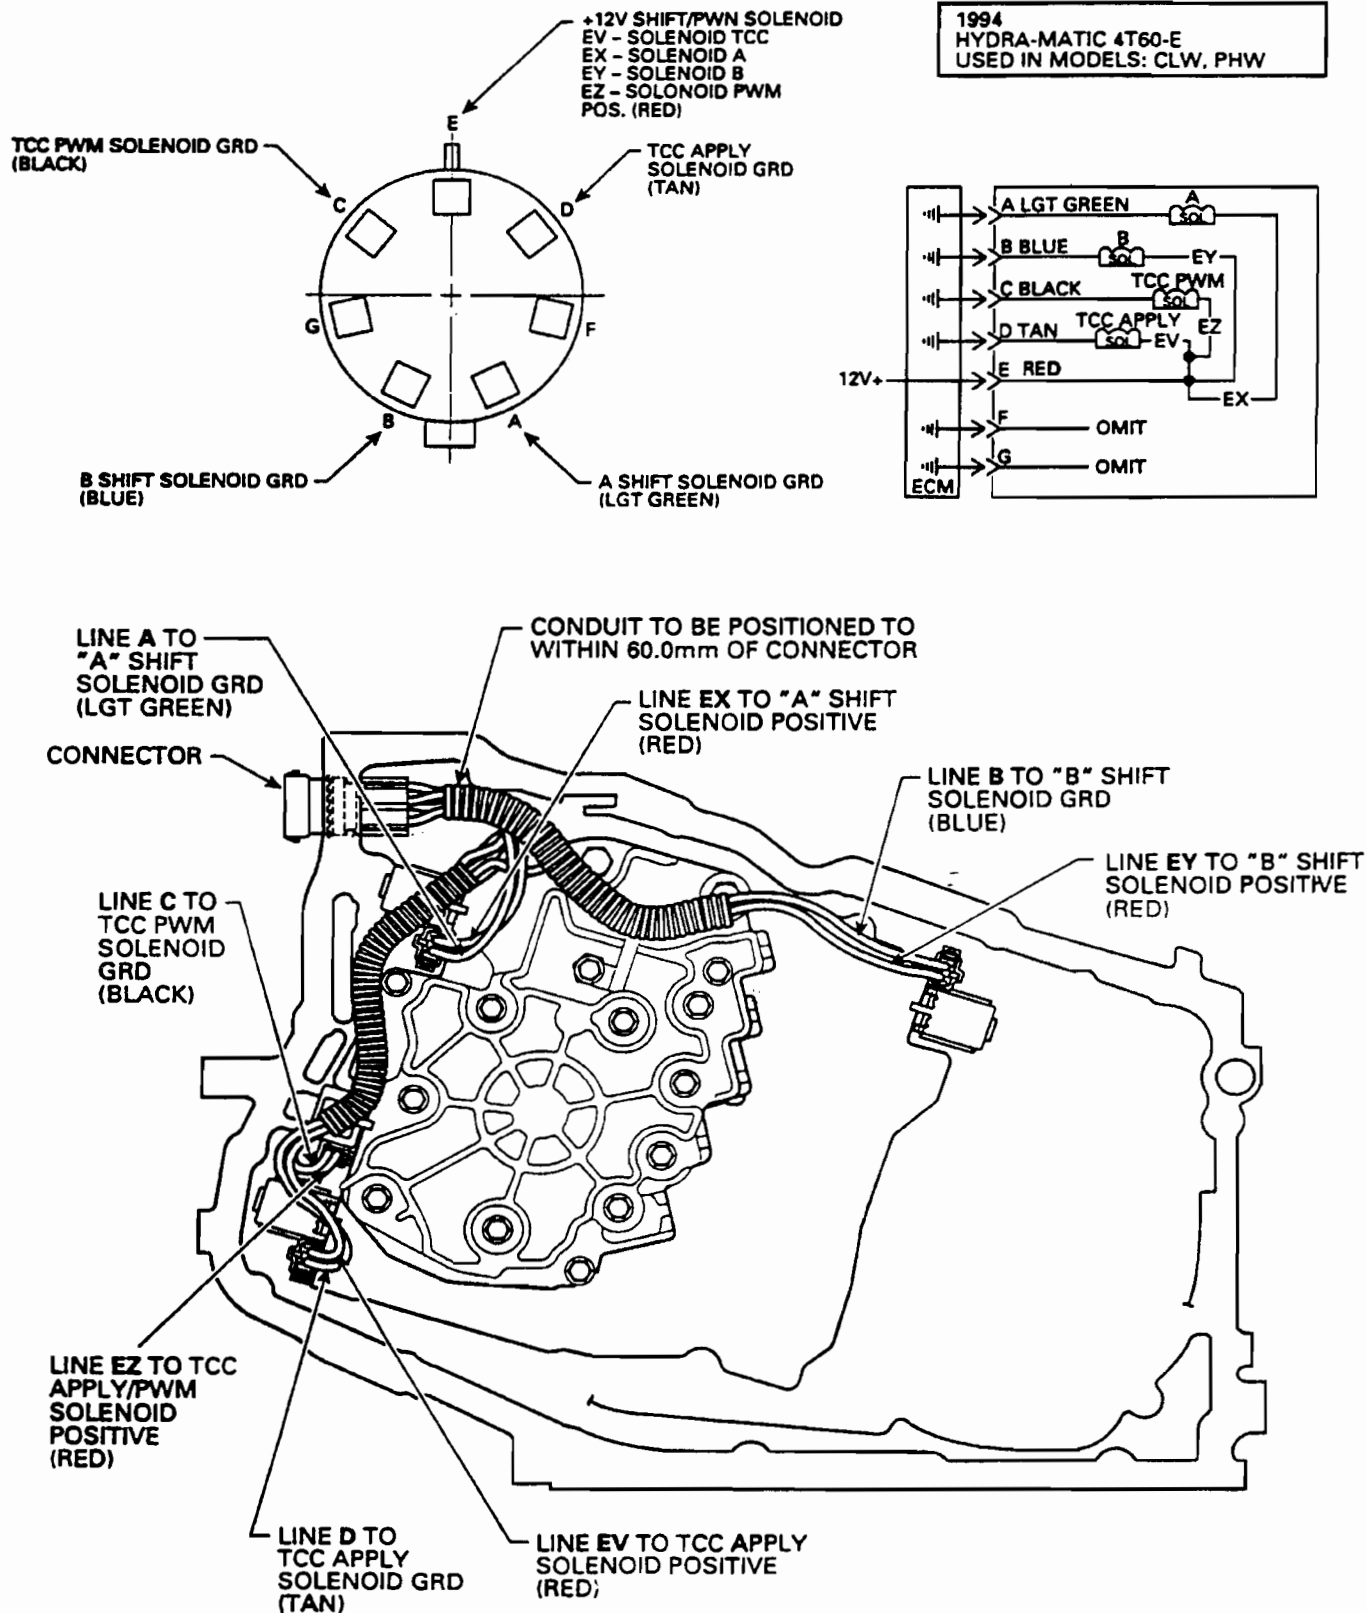 +12V SHIFT/PWN SOLENOID
EV - SOLENOID TCC
EX - SOLENOID A
EY - SOLENOID B
EZ - SOLONOID PWM
POS. (RED)
1994
HYDRA-MATIC 4T60-E
USED IN MODELS: CLW, PHW
E
TCC PWM SOLENOID GRD
(BLACK)
TCC APPLY
SOLENOID GRD
(TAN)
C
D
G
F
B
A
B SHIFT SOLENOID GRD
(BLUE)
A SHIFT SOLENOID GRD
(LGT GREEN)
A LGT GREEN
A
SOL
B BLUE
B
SOL
EY
C BLACK
TCC PWM
SOL
D TAN
TCC APPLY
SOL
EV
EZ
12V+
E RED
EX
F
OMIT
G
OMIT
ECM
LINE A TO
"A" SHIFT
SOLENOID GRD
(LGT GREEN)
CONDUIT TO BE POSITIONED TO
WITHIN 60.0mm OF CONNECTOR
LINE EX TO "A" SHIFT
SOLENOID POSITIVE
(RED)
CONNECTOR
LINE B TO "B" SHIFT
SOLENOID GRD
(BLUE)
LINE EY TO "B" SHIFT
SOLENOID POSITIVE
(RED)
LINE C TO
TCC PWM
SOLENOID
GRD
(BLACK)
LINE EZ TO TCC
APPLY/PWM
SOLENOID
POSITIVE
(RED)
LINE D TO
TCC APPLY
SOLENOID GRD
(TAN)
LINE EV TO TCC APPLY
SOLENOID POSITIVE
(RED)